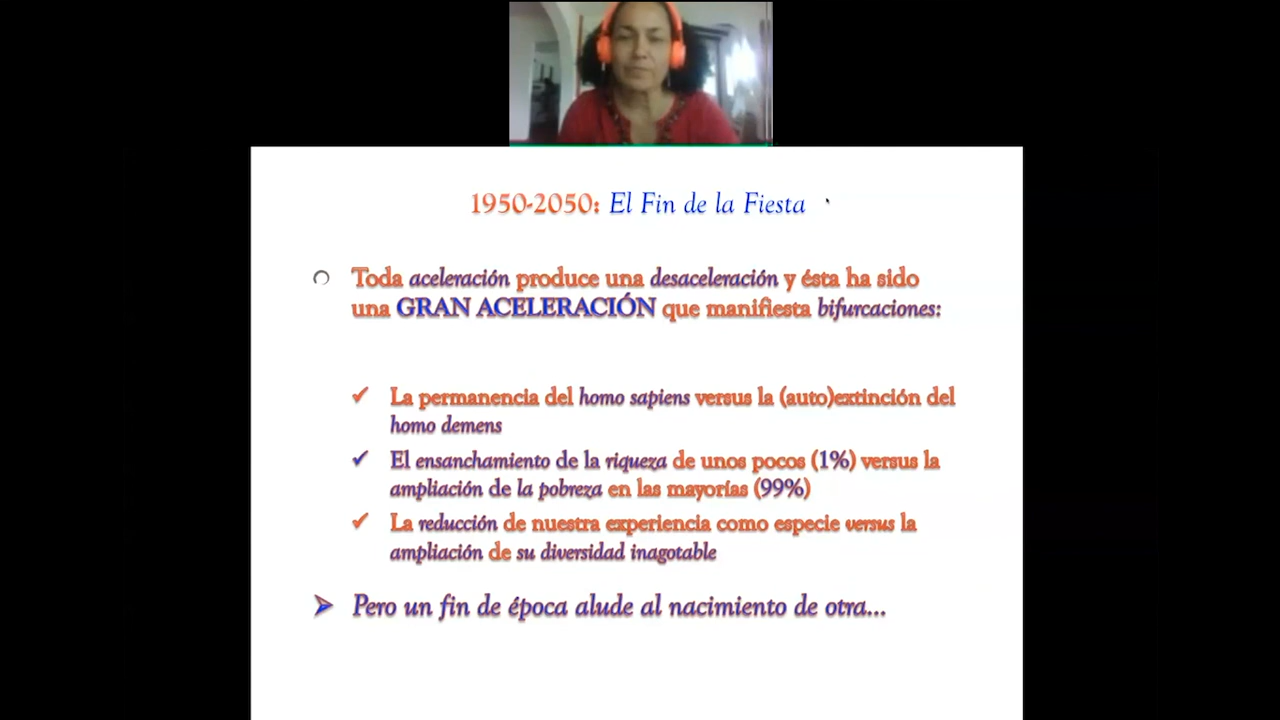 1950-2050: El Fin de la Fiesta
Toda aceleración produce una desaceleración y ésta ha sido
una GRAN ACELERACIÓN que manifiesta bifurcaciones:
La permanencia del homo sapiens versus la (auto)extinción del
homo demens
El ensanchamiento de la riqueza de unos pocos (1%) versus la
ampliación de la pobreza en las mayorías (99%)
La reducción de nuestra experiencia como especie versus la
ampliación de su diversidad inagotable
Pero un fin de época alude al nacimiento de otra...